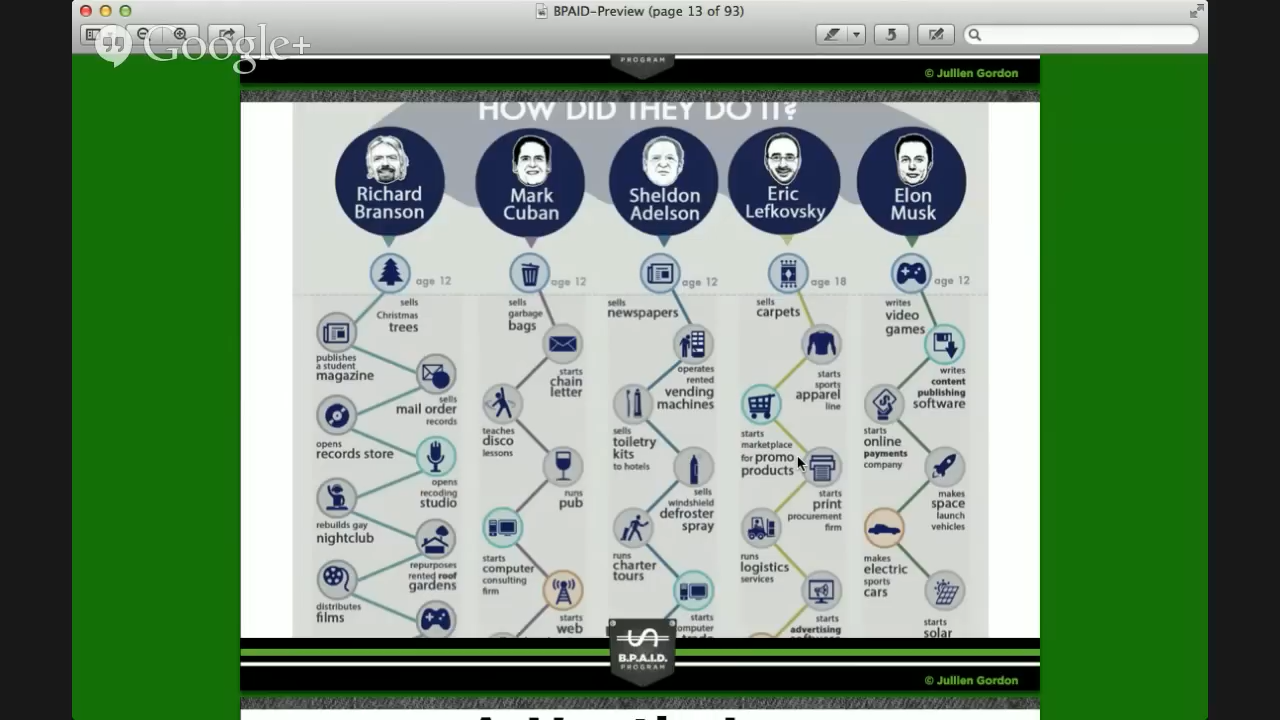 BPAID-Preview (page 13 of 93)
Google+
PROGRAM
© Jullien Gordon
HOW DID THEY DO IT?
Richard
Branson
Mark
Cuban
Sheldon
Adelson
Eric
Lefkovsky
Elon
Musk
age 12
age 12
age 12
age 18
age 12
sells
Christmas
trees
publishes
a student
magazine
sells
mail order
records
opens
records store
opens
recoding
studio
rebuilds gay
nightclub
repurposes
rented roof
gardens
distributes
films
sells
garbage
bags
starts
chain
letter
teaches
disco
lessons
runs
pub
starts
computer
consulting
firm
starts
web
sells
newspapers
operates
rented
vending
machines
sells
toiletry
kits
to hotels
sells
windshield
defroster
spray
runs
charter
tours
starts
computer
trade
sells
carpets
starts
sports
apparel
line
starts
marketplace
for promo
products
starts
print
procurement
firm
runs
logistics
services
starts
advertising
writes
video
games
writes
content
publishing
software
starts
online
payments
company
makes
space
launch
vehicles
makes
electric
sports
cars
starts
solar
B.P.A.I.D.
PROGRAM
© Jullien Gordon